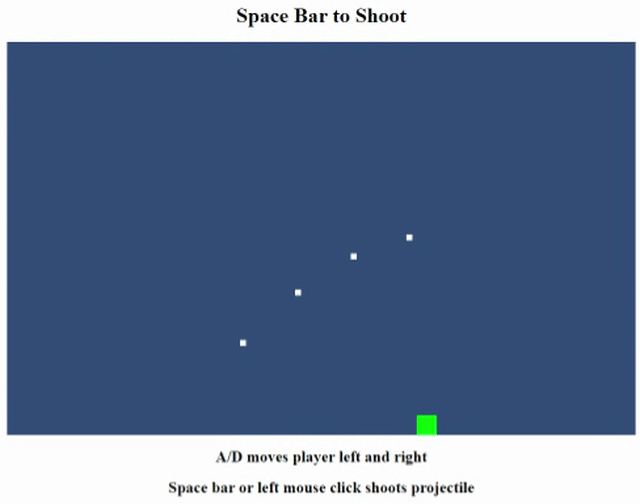 Space Bar to Shoot
A/D moves player left and right
Space bar or left mouse click shoots projectile